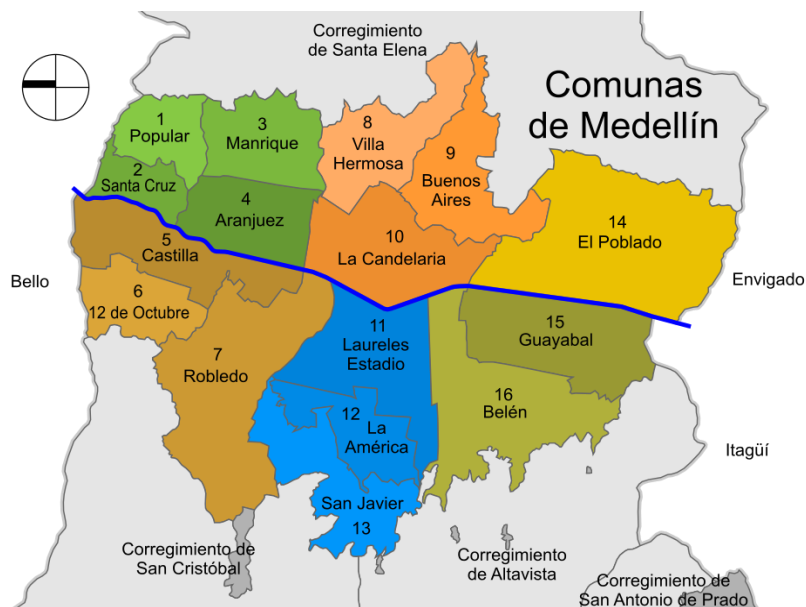 Corregimiento
de Santa Elena
Comunas
de Medellín
1
Popular
3
Manrique
8
Villa
Hermosa
9
Buenos
Aires
2
Santa Cruz
4
Aranjuez
14
El Poblado
5
Castilla
10
La Candelaria
Bello
Envigado
6
12 de Octubre
11
Laureles
Estadio
15
Guayabal
7
Robledo
16
Belén
12
La
América
Itagüí
San Javier
13
Corregimiento de
San Cristóbal
Corregimiento
de Altavista
Corregimiento de
San Antonio de Prado